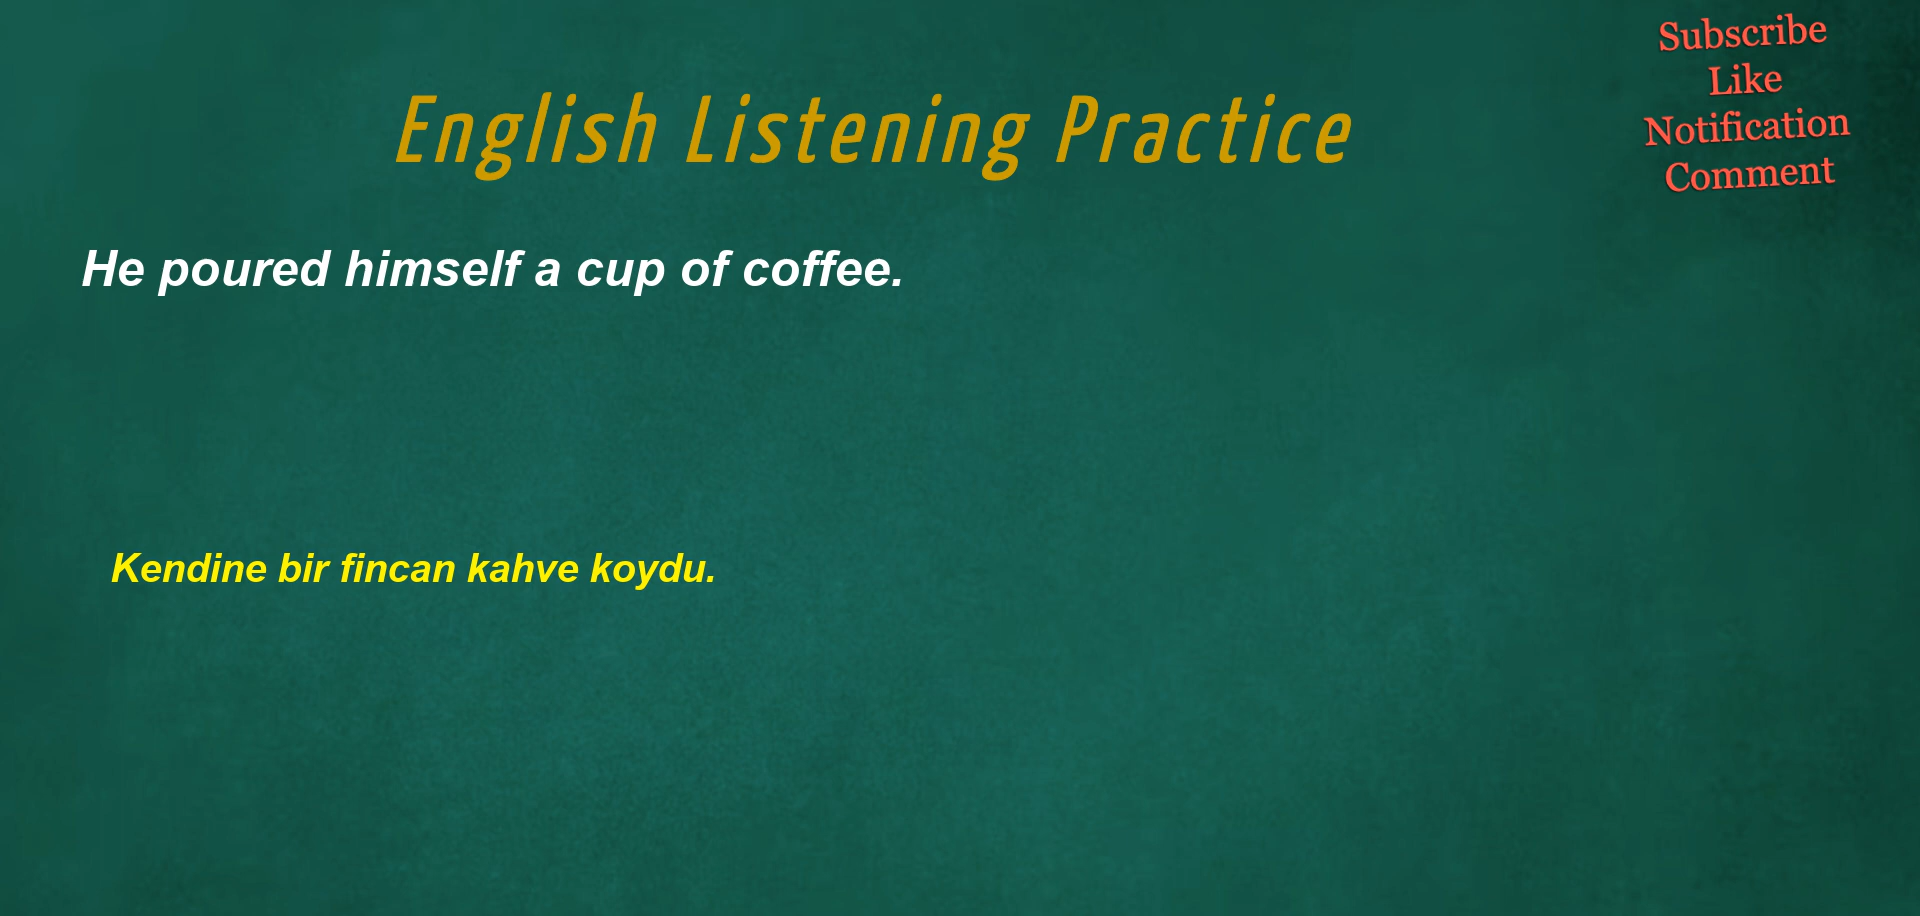 English Listening Practice
Subscribe
Like
Notification
Comment
He poured himself a cup of coffee.
Kendine bir fincan kahve koydu.